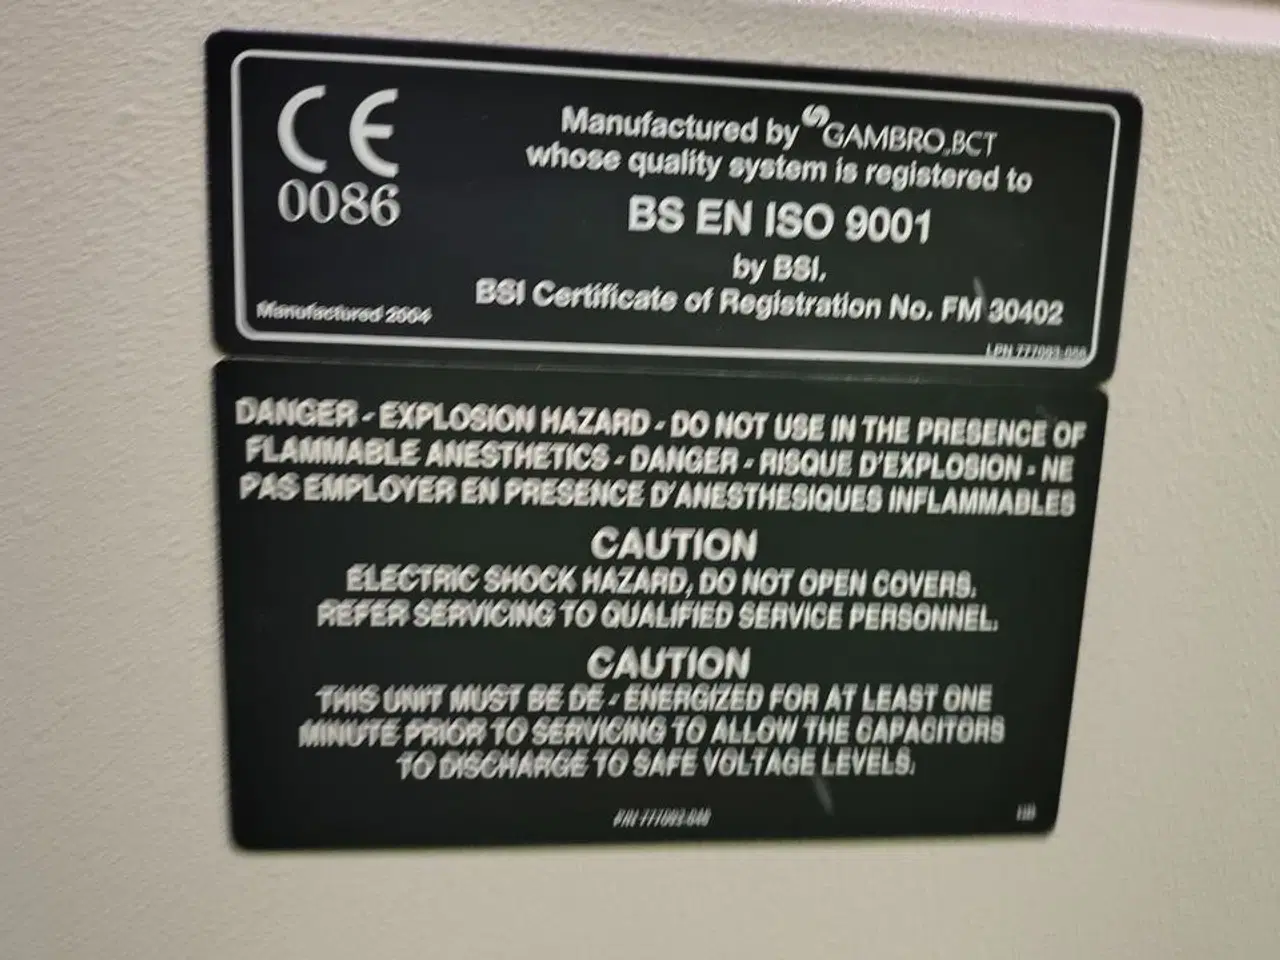 CE
0086
Manufactured by GAMBRO.BCT
whose quality system is registered to
BS EN ISO 9001
by BSI.
BSI Certificate of Registration No. FM 30402
Manufactured 2004
LPN
DANGER - EXPLOSION HAZARD - DO NOT USE IN THE PRESENCE OF
FLAMMABLE ANESTHETICS - DANGER - RISQUE D'EXPLOSION - NE
PAS EMPLOYER EN PRESENCE D'ANESTHESIQUES INFLAMMABLES
CAUTION
ELECTRIC SHOCK HAZARD, DO NOT OPEN COVERS.
REFER SERVICING TO QUALIFIED SERVICE PERSONNEL.
CAUTION
THIS UNIT MUST BE DE - ENERGIZED FOR AT LEAST ONE
MINUTE PRIOR TO SERVICING TO ALLOW THE CAPACITORS
TO DISCHARGE TO SAFE VOLTAGE LEVELS.